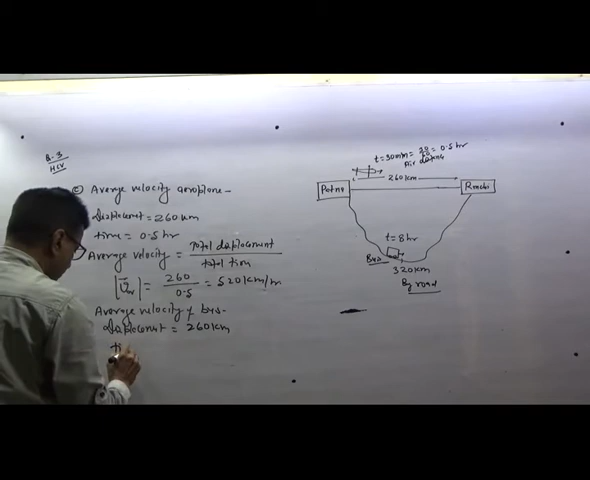 Q.3
HCV
Average velocity aeroplane -
Displacement = 260 km
time = 0.5 hr
Average velocity = total displacement / total time
|V̄av| = 260 / 0.5 = 520 km/m
Average velocity of bus -
Displacement = 260 km
ti
t = 30 min = 30/60 = 0.5 hr
Air distance
260 km
Patna
Ranchi
t = 8 hr
Bus
320 km
By road